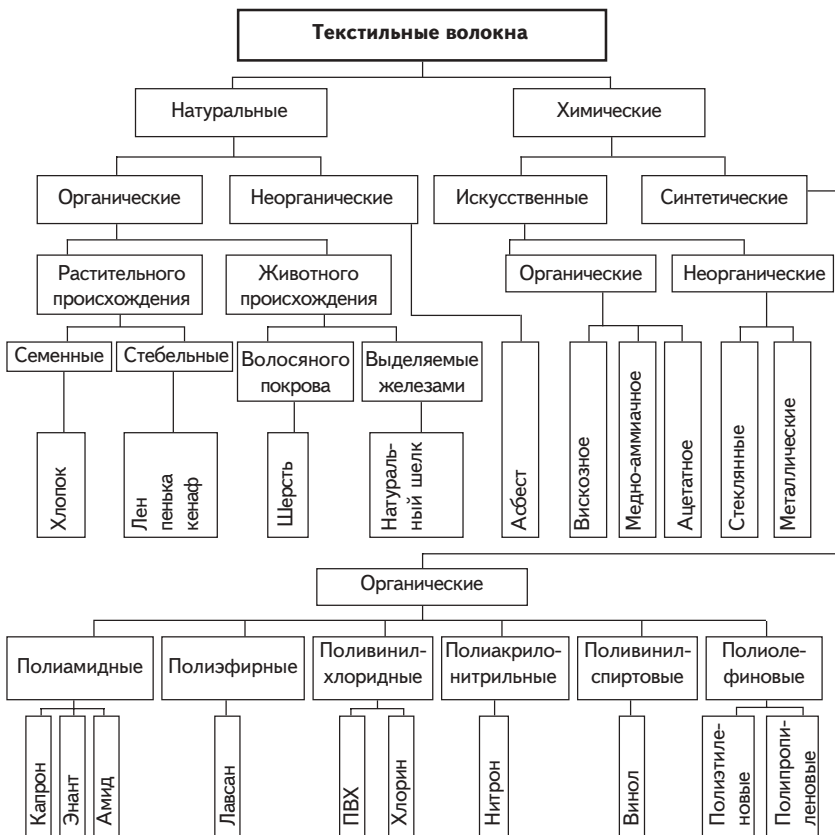 Текстильные волокна
Натуральные
Химические
Органические
Неорганические
Искусственные
Синтетические
Растительного
происхождения
Животного
происхождения
Органические
Неорганические
Семенные
Стебельные
Волосяного
покрова
Выделяемые
железами
Хлопок
Лен
пенька
кенаф
Шерсть
Натураль-
ный шелк
Асбест
Вискозное
Медно-аммиачное
Ацетатное
Стеклянные
Металлические
Органические
Полиамидные
Полиэфирные
Поливинил-
хлоридные
Полиакрило-
нитрильные
Поливинил-
спиртовые
Полиоле-
финовые
Капрон
Энант
Амид
Лавсан
ПВХ
Хлорин
Нитрон
Винол
Полиэтиле-
новые
Полипропи-
леновые